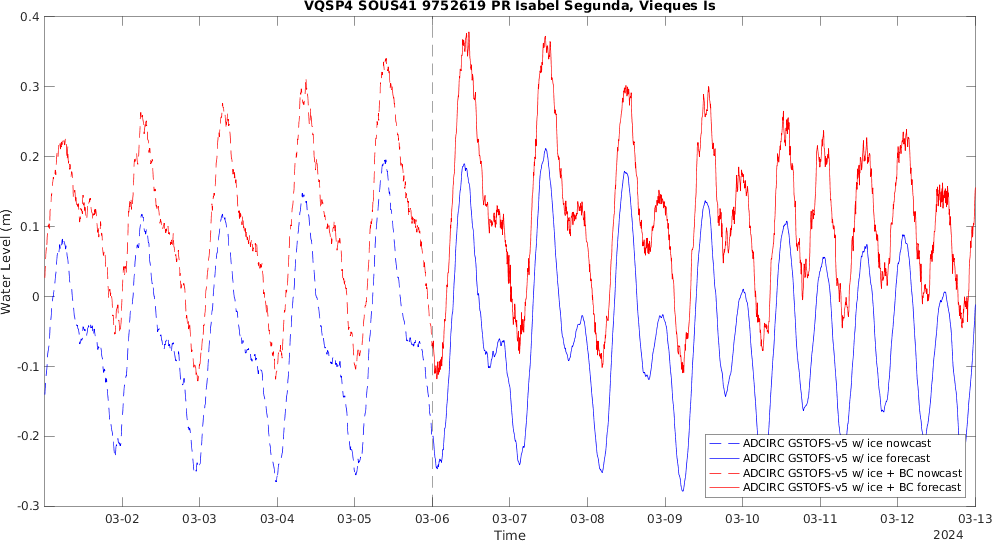 VQSP4 SOUS41 9752619 PR Isabel Segunda, Vieques Is
Water Level (m)
0.4
0.3
0.2
0.1
0
-0.1
-0.2
-0.3
ADCIRC GSTOFS-v5 w/ ice nowcast
ADCIRC GSTOFS-v5 w/ ice forecast
ADCIRC GSTOFS-v5 w/ ice + BC nowcast
ADCIRC GSTOFS-v5 w/ ice + BC forecast
03-02 03-03 03-04 03-05 03-06 03-07 03-08 03-09 03-10 03-11 03-12 03-13
Time
2024